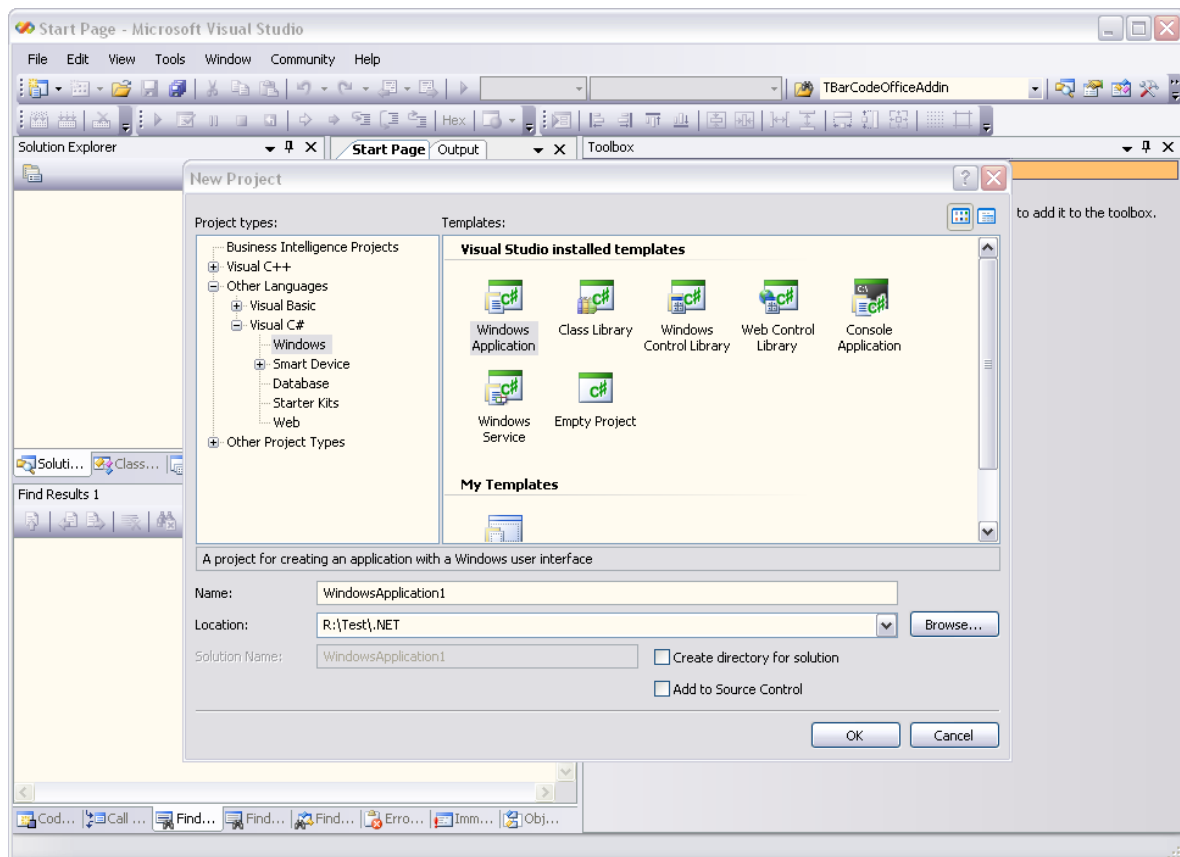 Start Page - Microsoft Visual Studio
File Edit View Tools Window Community Help
TBarCodeOfficeAddin
Hex
Solution Explorer
Start Page Output
Toolbox
to add it to the toolbox.
New Project
Project types:
Templates:
Business Intelligence Projects
Visual C++
Other Languages
Visual Basic
Visual C#
Windows
Smart Device
Database
Starter Kits
Web
Other Project Types
Visual Studio installed templates
Windows Application
Class Library
Windows Control Library
Web Control Library
Console Application
Windows Service
Empty Project
My Templates
A project for creating an application with a Windows user interface
Name: WindowsApplication1
Location: R:\Test\.NET Browse...
Solution Name: WindowsApplication1
Create directory for solution
Add to Source Control
OK Cancel
Soluti... Class...
Find Results 1
Cod... Call ... Find... Find... Find... Erro... Imm... Obj...